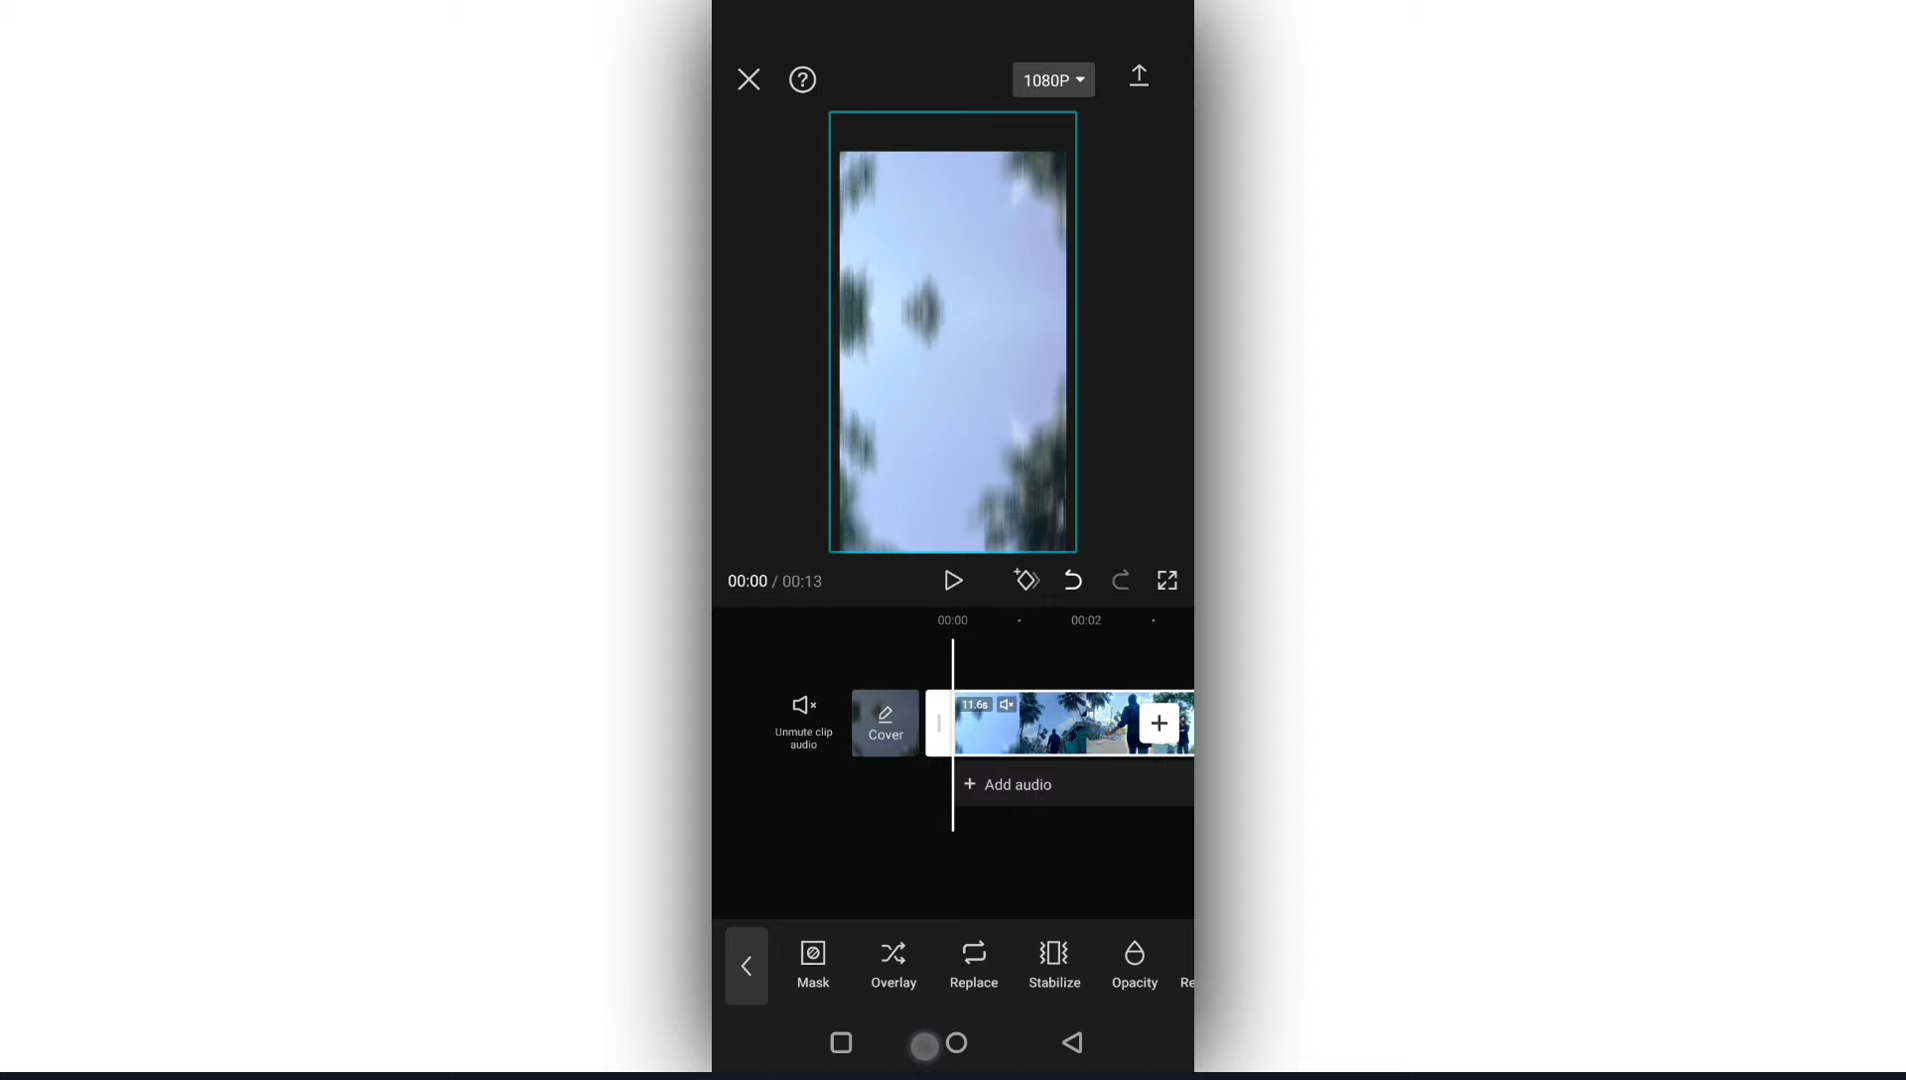 1080P
00:00 / 00:13
00:00 00:02
11.6s
Unmute clip
audio
Cover
+ Add audio
Mask Overlay Replace Stabilize Opacity Re